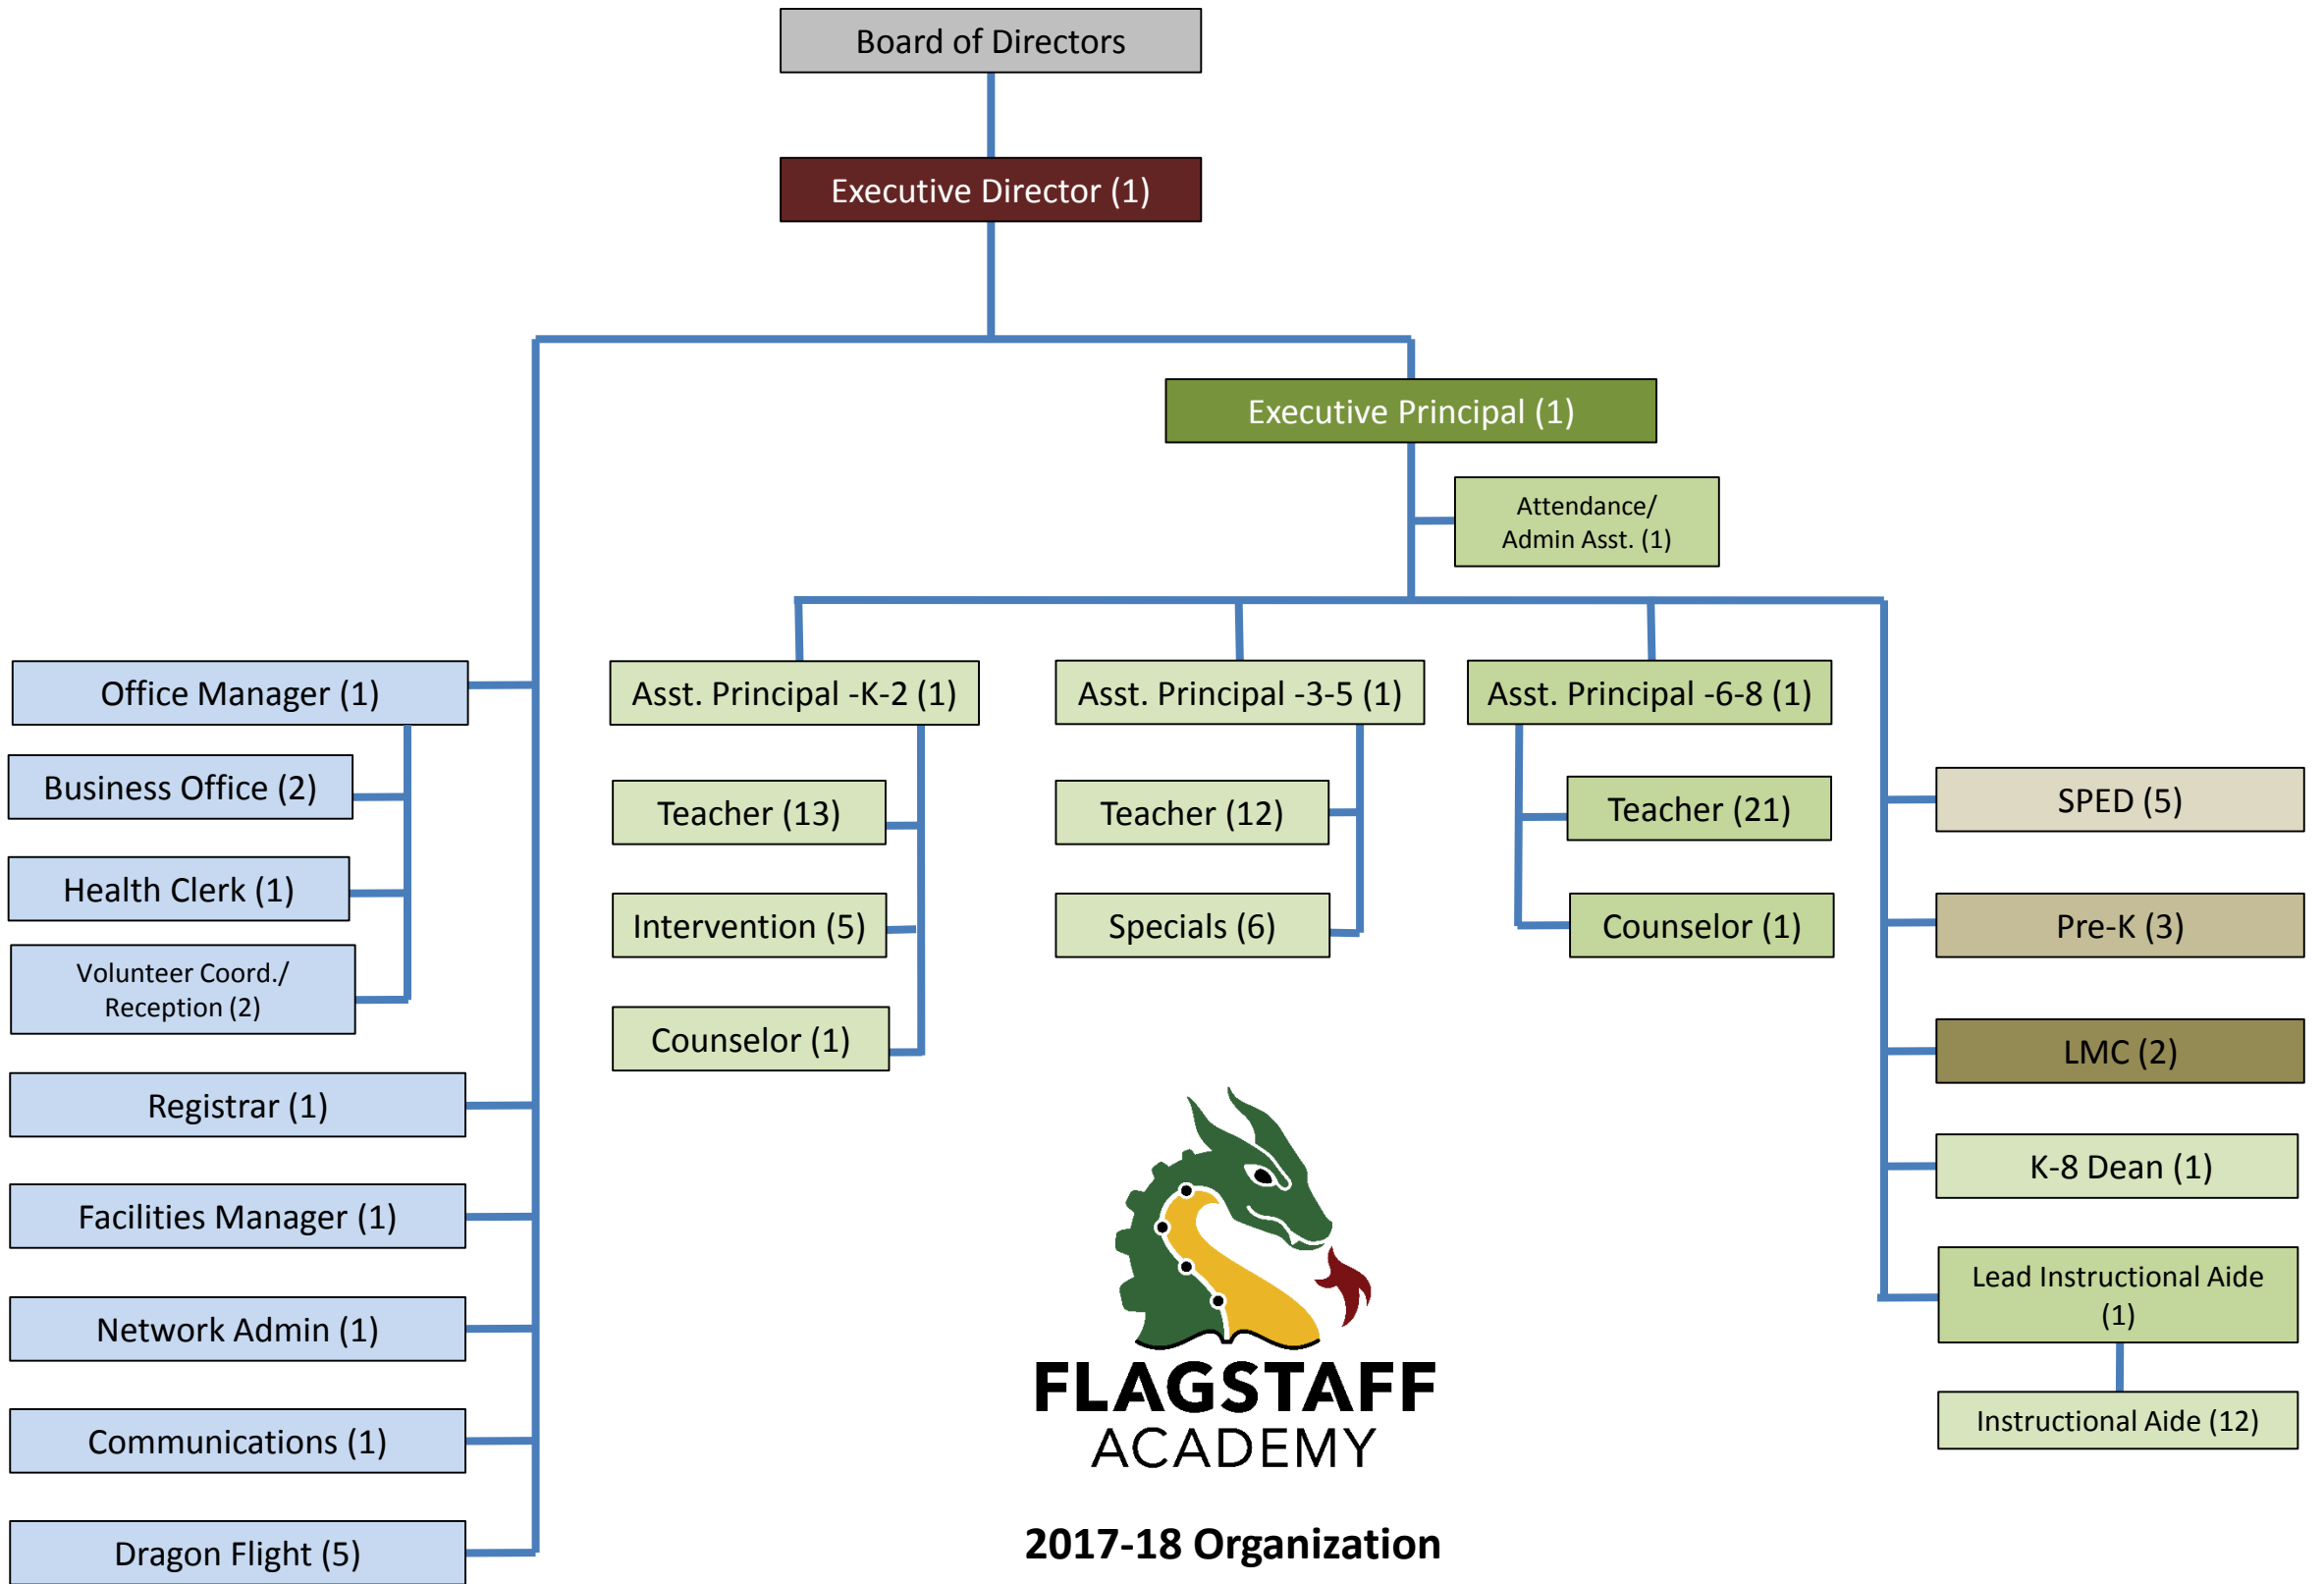 Board of Directors
Executive Director (1)
Executive Principal (1)
Attendance/
Admin Asst. (1)
Office Manager (1)
Business Office (2)
Health Clerk (1)
Volunteer Coord./
Reception (2)
Registrar (1)
Facilities Manager (1)
Network Admin (1)
Communications (1)
Dragon Flight (5)
Asst. Principal -K-2 (1)
Teacher (13)
Intervention (5)
Counselor (1)
Asst. Principal -3-5 (1)
Teacher (12)
Specials (6)
Asst. Principal -6-8 (1)
Teacher (21)
Counselor (1)
SPED (5)
Pre-K (3)
LMC (2)
K-8 Dean (1)
Lead Instructional Aide
(1)
Instructional Aide (12)
FLAGSTAFF
ACADEMY
2017-18 Organization